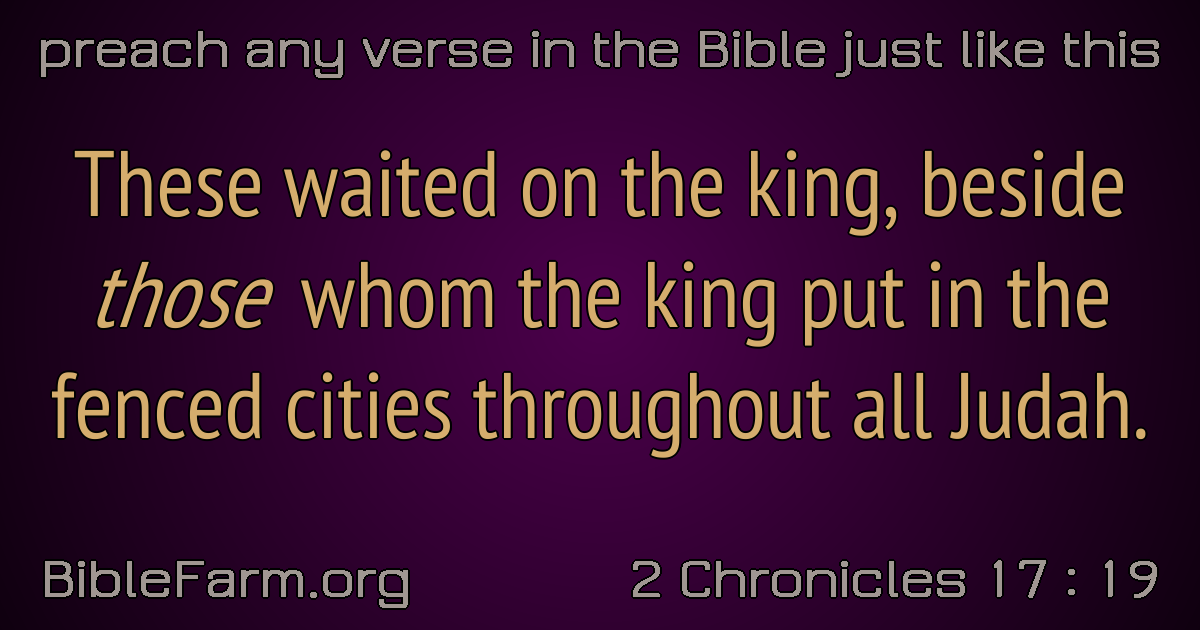 preach any verse in the Bible just like this
These waited on the king, beside
those whom the king put in the
fenced cities throughout all Judah.
BibleFarm.org
2 Chronicles 17 : 19